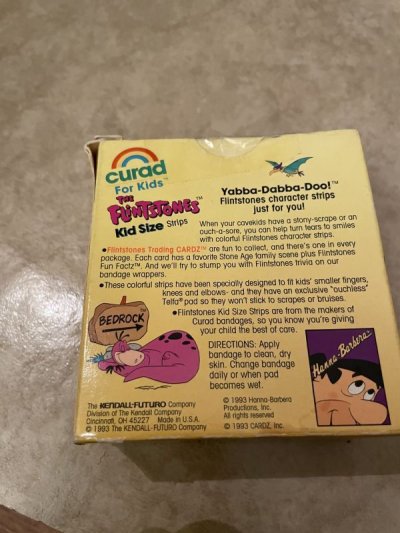 curad
For Kids™
THE
FLINTSTONES™
Kid Size Strips
Yabba-Dabba-Doo!™
Flintstones character strips
just for you!
When your cavekids have a stony-scrape or an
ouch-a-sore, you can help turn tears to smiles
with colorful Flintstones character strips.
•Flintstones Trading CARDZ™ are fun to collect, and there's one in every
package. Each card has a favorite Stone Age family scene plus Flintstones
Fun Factz™. And we'll try to stump you with Flintstones trivia on our
bandage wrappers.
•These colorful strips have been specially designed to fit kids' smaller fingers,
knees and elbows- and they have an exclusive "ouchless"
Telfa® pad so they won't stick to scrapes or bruises.
•Flintstones Kid Size Strips are from the makers of
Curad bandages, so you know you're giving
your child the best of care.
BEDROCK™
DIRECTIONS: Apply
bandage to clean, dry
skin. Change bandage
daily or when pad
becomes wet.
Hanna-Barbera™
The KENDALL-FUTURO Company
Division of The Kendall Company
Cincinnati, OH 45227 Made in U.S.A.
© 1993 The KENDALL-FUTURO Company
© 1993 Hanna-Barbera
Productions, Inc.
All rights reserved
© 1993 CARDZ, Inc.